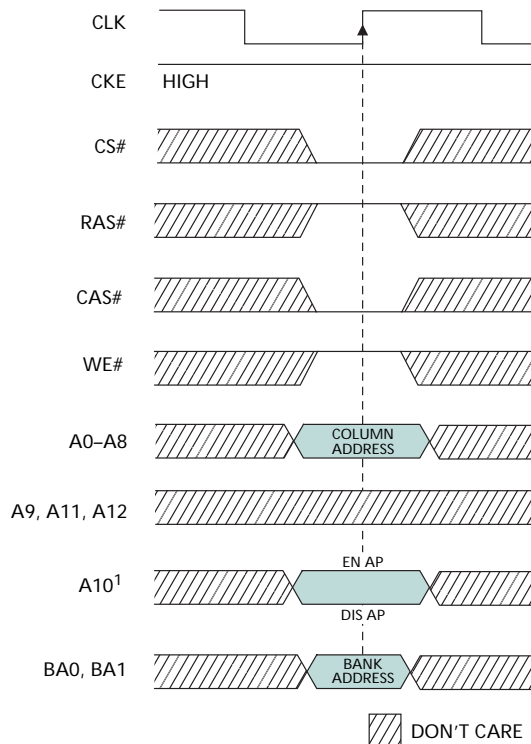 CLK
CKE HIGH
CS#
RAS#
CAS#
WE#
A0–A8 COLUMN
ADDRESS
A9, A11, A12
EN AP
A10¹
DIS AP
BA0, BA1 BANK
ADDRESS
DON'T CARE